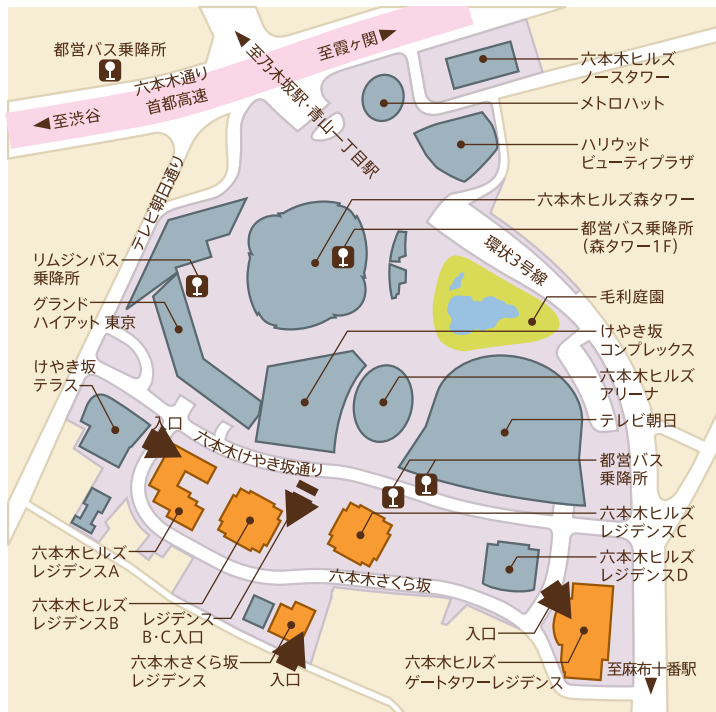 都営バス乗降所
至霞ヶ関
六本木通り
首都高速
至渋谷
至乃木坂駅・青山一丁目駅
テレビ朝日通り
六本木ヒルズ
ノースタワー
メトロハット
ハリウッド
ビューティプラザ
六本木ヒルズ森タワー
都営バス乗降所
(森タワー1F)
環状3号線
リムジンバス
乗降所
グランド
ハイアット 東京
けやき坂
テラス
毛利庭園
けやき坂
コンプレックス
六本木ヒルズ
アリーナ
テレビ朝日
都営バス
乗降所
入口
六本木けやき坂通り
六本木ヒルズ
レジデンスC
六本木ヒルズ
レジデンスD
六本木さくら坂
六本木ヒルズ
レジデンスA
六本木ヒルズ
レジデンスB
レジデンス
B・C入口
六本木さくら坂
レジデンス
入口
入口
六本木ヒルズ
ゲートタワーレジデンス
至麻布十番駅